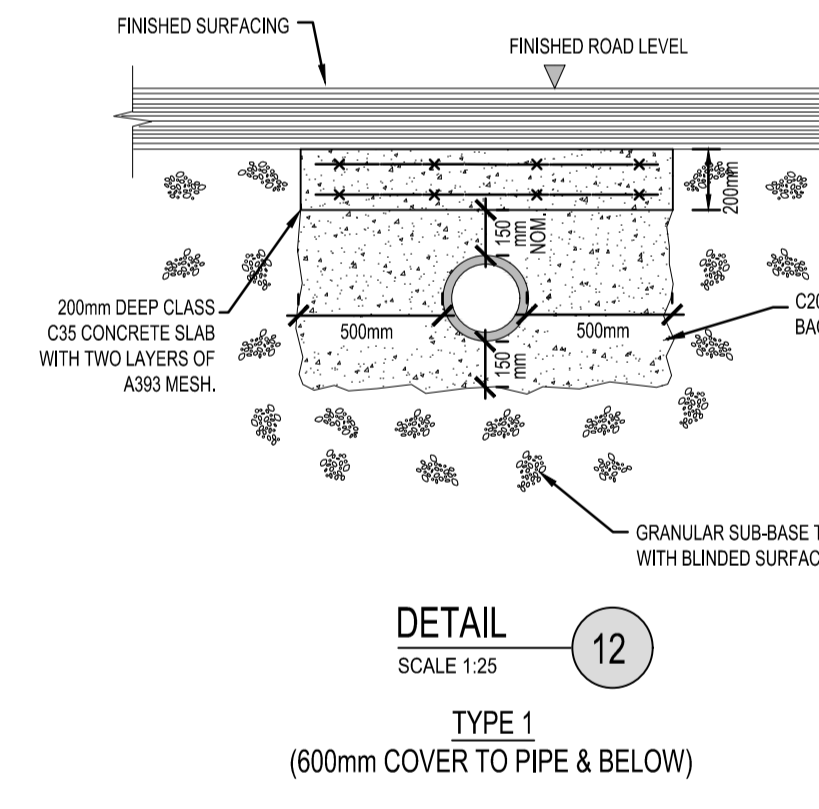 FINISHED SURFACING
FINISHED ROAD LEVEL
200mm
150
mm
NOM.
200mm DEEP CLASS
C35 CONCRETE SLAB
WITH TWO LAYERS OF
A393 MESH.
500mm
500mm
150
mm
GRANULAR SUB-BASE
WITH BLINDED
DETAIL
12
SCALE 1:25
TYPE 1
(600mm COVER TO PIPE & BELOW)